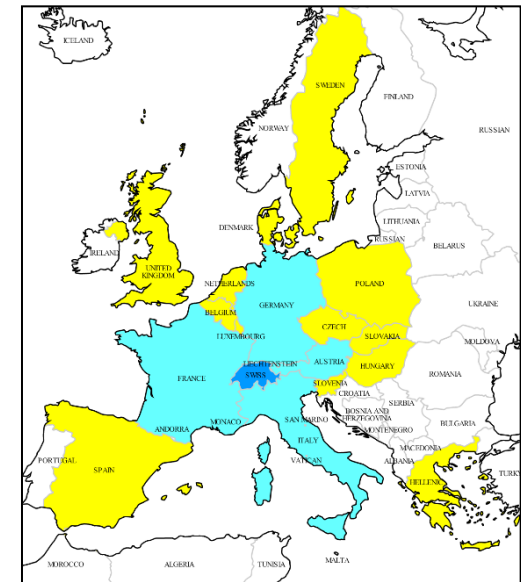 ICELAND
SWEDEN
FINLAND
NORWAY
RUSSIAN
ESTONIA
LATVIA
DENMARK
LITHUANIA
RUSSIAN
BELARUS
IRELAND
UNITED
KINGDOM
NETHERLANDS
POLAND
GERMANY
BELGIUM
UKRAINE
CZECH
LUXEMBOURG
SLOVAKIA
MOLDOVA
LIECHTENSTEIN
AUSTRIA
SWISS
HUNGARY
FRANCE
SLOVENIA
ROMANIA
CROATIA
SERBIA
BOSNIA AND
HERZEGOVINA
SAN MARINO
MONACO
ANDORRA
MONTENEGRO
BULGARIA
ITALY
MACEDONIA
PORTUGAL
VATICAN
ALBANIA
SPAIN
TURKY
HELLENIC
MALTA
MOROCCO
ALGERIA
TUNISIA